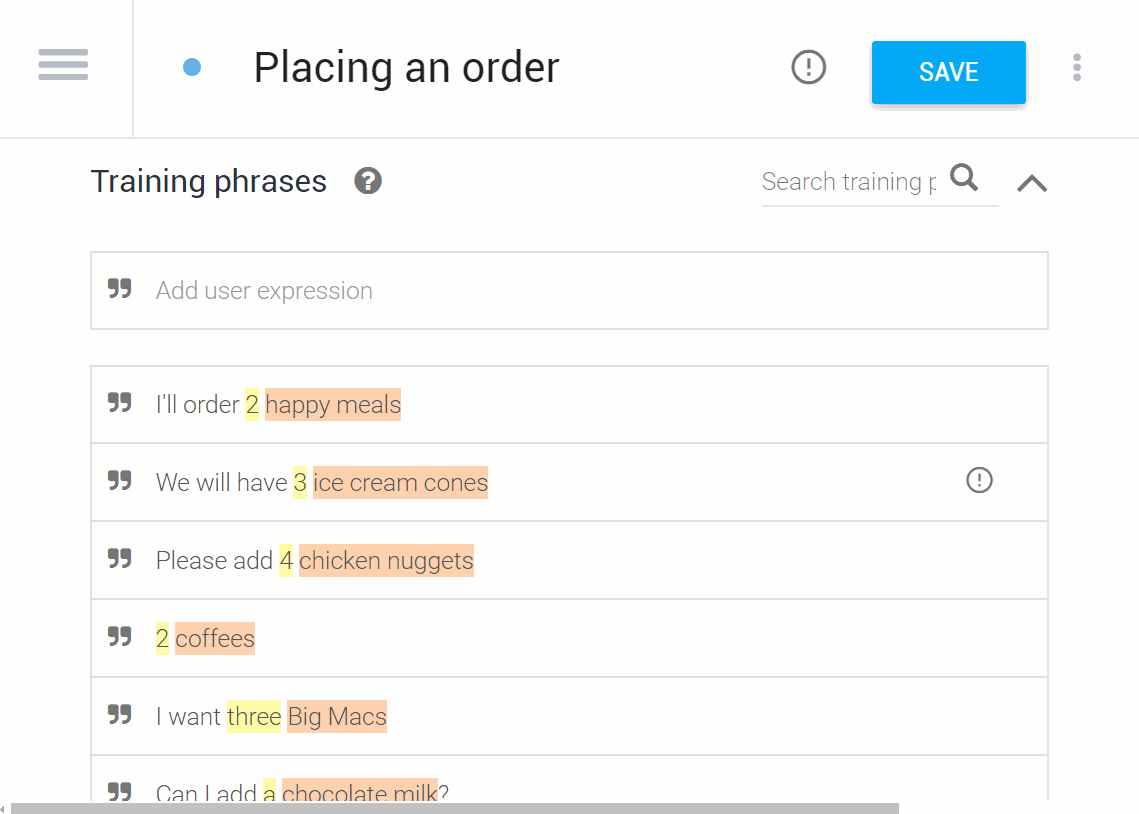 Placing an order
SAVE
Training phrases
Search training p
Add user expression
I'll order 2 happy meals
We will have 3 ice cream cones
Please add 4 chicken nuggets
2 coffees
I want three Big Macs
Can I add a chocolate milk?